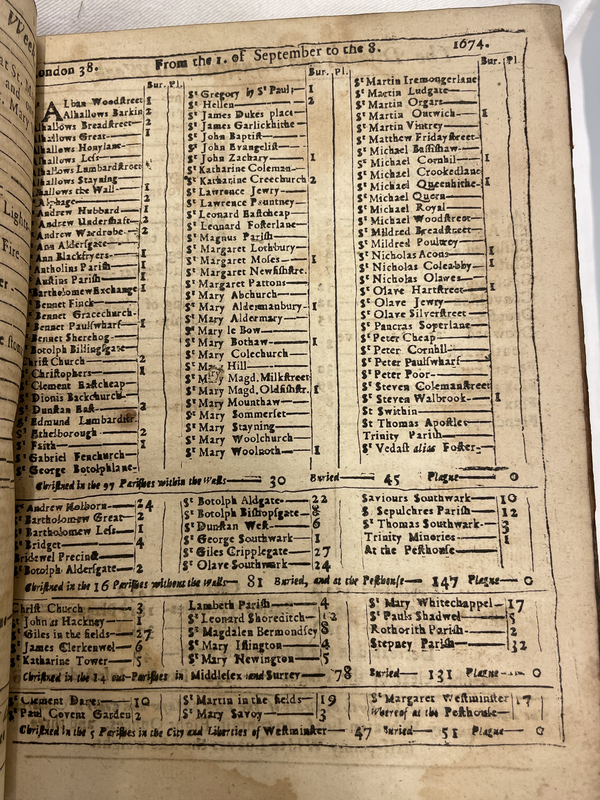 ondon 38. From the 1. of September to the 8. 1674.
Bur. Pl.
Alban Woodstreet 1
Alhallows Barkin 2
hallows Breadstreet 2
hallows Great 1
hallows Honylane
hallows Less
hallows Lumbardstreet
hallows Stayning
hallows the Wall 1
Alphage 2
Andrew Hubbard 1
Andrew Undershaft 2
Andrew Wardrobe 2
Ann Aldersgate
Ann Blackfryers 1
Antholins Parish 1
Austins Parish 1
Bartholomew Exchange 1
Bennet Finck
Bennet Gracechurch
Bennet Paulswharf 1
Bennet Sherehog
Botolph Billingsgate
hrist Church 2
Christophers 1
Clement Eastcheap
Dionis Backchurch
Dunstan East 2
Edmund Lumbardstr.
Ethelborough 2
Faith 1
Gabriel Fenchurch
George Botolphlane
Bur. Pl.
St Gregory by St Pauls 1
St Hellen 2
St James Dukes place
St James Garlickhithe
St John Baptist
St John Evangelist
St John Zachary 1
St Katharine Coleman
St Katharine Creechurch 2
St Lawrence Jewry
St Lawrence Pountney
St Leonard Eastcheap
St Leonard Fosterlane
St Magnus Parish
St Margaret Lothbury
St Margaret Moses 1
St Margaret Newfishstre.
St Margaret Pattons
St Mary Abchurch
St Mary Aldermanbury 1
St Mary Aldermary
St Mary le Bow
St Mary Bothaw 1
St Mary Colechurch
St Mary Hill
St Mary Magd. Milkstreet
St Mary Magd. Oldfishstr. 1
St Mary Mounthaw
St Mary Sommerset
St Mary Stayning
St Mary Woolchurch
St Mary Woolnoth 1
Bur. Pl.
St Martin Iremongerlane
St Martin Ludgate
St Martin Orgars
St Martin Outwich 1
St Martin Vintrey
St Matthew Fridaystreet
St Michael Bassishaw
St Michael Cornhil 1
St Michael Crookedlane
St Michael Queenhithe 1
St Michael Quern
St Michael Royal
St Michael Woodstreet
St Mildred Breadstreet
St Mildred Poultrey
St Nicholas Acons 1
St Nicholas Coleabby 1
St Nicholas Olaves
St Olave Hartstreet 1
St Olave Jewry
St Olave Silverstreet
St Pancras Soperlane
St Peter Cheap
St Peter Cornhil
St Peter Paulswharf
St Peter Poor
St Steven Colemanstreet
St Steven Walbrook 1
St Swithin
St Thomas Apostles
Trinity Parish
St Vedast alias Foster
Christned in the 97 Parishes within the Walls 30 Buried 45 Plague 0
St Andrew Holborn 24
St Bartholomew Great 2
St Bartholomew Less 1
St Bridget 4
Bridewel Precinct
St Botolph Aldersgate 2
St Botolph Aldgate 22
St Botolph Bishopsgate 8
St Dunstan West 6
St George Southwark 1
St Giles Cripplegate 27
St Olave Southwark 24
Saviours Southwark 10
S. Sepulchres Parish 12
St Thomas Southwark 3
Trinity Minories 1
At the Pesthouse
Christned in the 16 Parishes without the Walls 81 Buried, and at the Pesthouse 147 Plague 0
Christ Church 3
St John at Hackney 1
St Giles in the fields 27
St James Clerkenwel 6
St Katharine Tower 5
Lambeth Parish 4
St Leonard Shoreditch 12
St Magdalen Bermondsey 8
St Mary Islington 4
St Mary Newington 5
St Mary Whitechappel 17
St Pauls Shadwel 5
Rothorith Parish 2
Stepney Parish 32
Christned in the 14 out-Parishes in Middlesex and Surrey 78 Buried 131 Plague 0
St Clement Danes 10
St Paul Covent Garden 2
St Martin in the fields 19
St Mary Savoy 3
St Margaret Westminster 17
Whereof at the Pesthouse
Christned in the 5 Parishes in the City and Liberties of Westminster 47 Buried 51 Plague 0